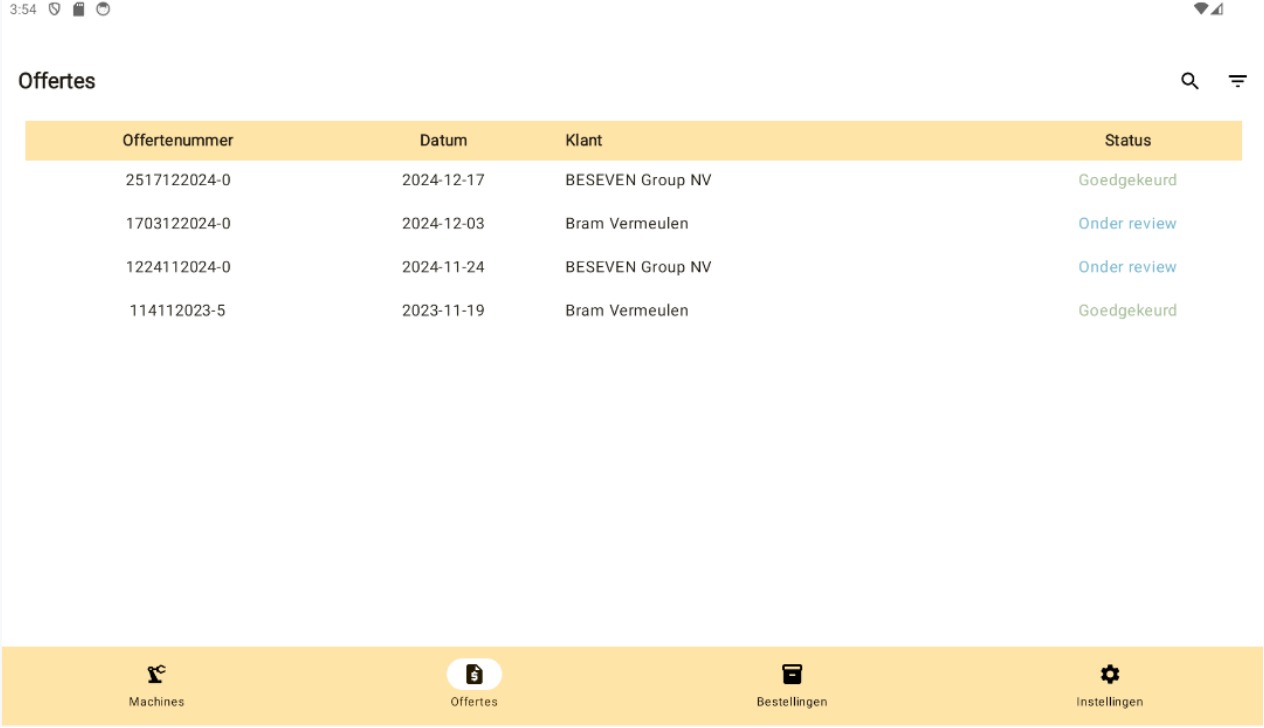 3:54
Offertes
Offertenummer Datum Klant Status
2517122024-0 2024-12-17 BESEVEN Group NV Goedgekeurd
1703122024-0 2024-12-03 Bram Vermeulen Onder review
1224112024-0 2024-11-24 BESEVEN Group NV Onder review
114112023-5 2023-11-19 Bram Vermeulen Goedgekeurd
Machines Offertes Bestellingen Instellingen